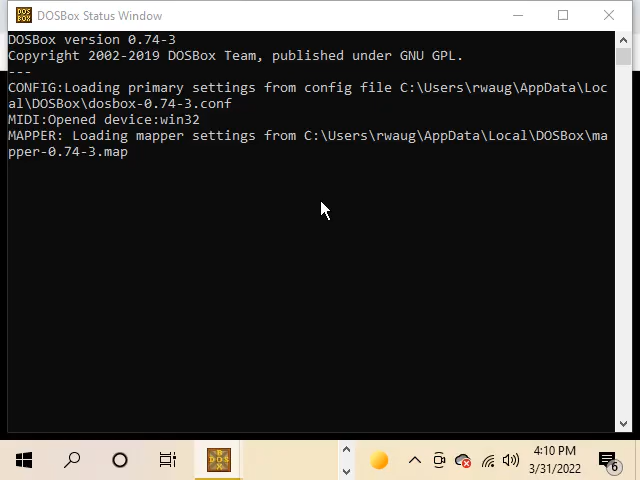 DOSBox Status Window
DOSBox version 0.74-3
Copyright 2002-2019 DOSBox Team, published under GNU GPL.
---
CONFIG:Loading primary settings from config file C:\Users\rwaug\AppData\Loc
al\DOSBox\dosbox-0.74-3.conf
MIDI:Opened device:win32
MAPPER: Loading mapper settings from C:\Users\rwaug\AppData\Local\DOSBox\ma
pper-0.74-3.map
4:10 PM
3/31/2022
6